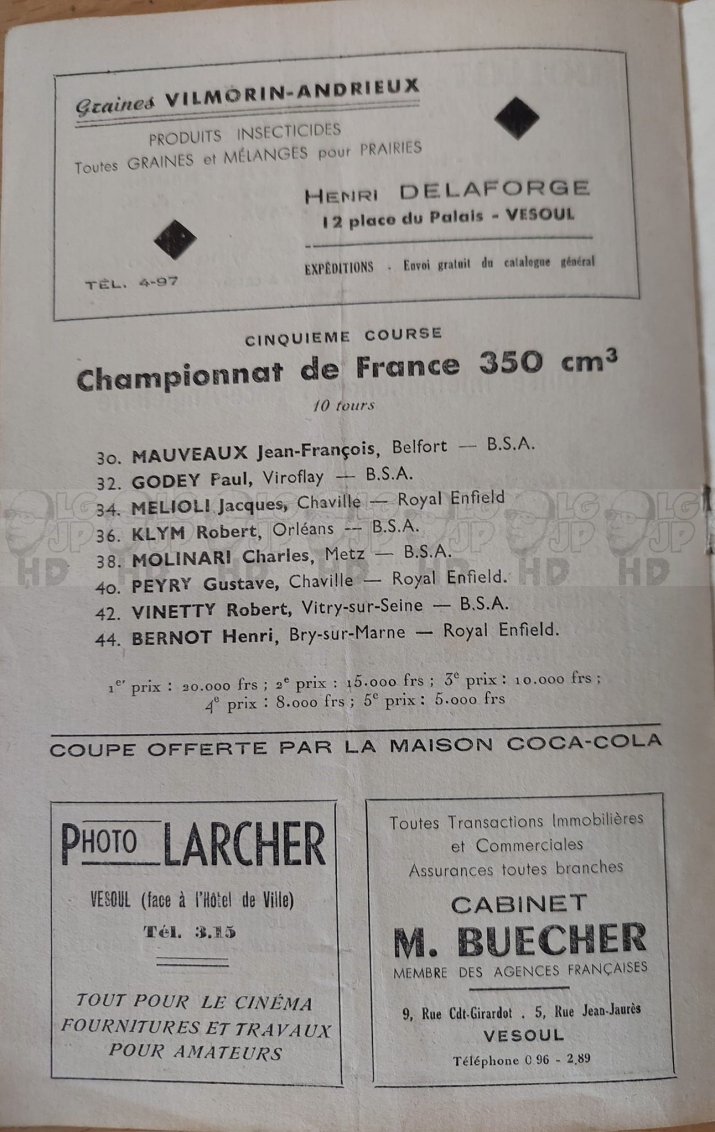 Graines VILMORIN-ANDRIEUX
PRODUITS INSECTICIDES
Toutes GRAINES et MÉLANGES pour PRAIRIES
HENRI DELAFORGE
12 place du Palais - VESOUL
EXPÉDITIONS - Envoi gratuit du catalogue général
TÉL. 4-97
CINQUIEME COURSE
Championnat de France 350 cm³
10 tours
30. MAUVEAUX Jean-François, Belfort — B.S.A.
32. GODEY Paul, Viroflay — B.S.A.
34. MELIOLI Jacques, Chaville — Royal Enfield
36. KLYM Robert, Orléans -- B.S.A.
38. MOLINARI Charles, Metz — B.S.A.
40. PEYRY Gustave, Chaville — Royal Enfield.
42. VINETTY Robert, Vitry-sur-Seine — B.S.A.
44. BERNOT Henri, Bry-sur-Marne — Royal Enfield.
1er prix : 20.000 frs ; 2e prix : 15.000 frs ; 3e prix : 10.000 frs ;
4e prix : 8.000 frs ; 5e prix : 5.000 frs
COUPE OFFERTE PAR LA MAISON COCA-COLA
PHOTO LARCHER
VESOUL (face à l'Hôtel de Ville)
Tél. 3.15
TOUT POUR LE CINÉMA
FOURNITURES ET TRAVAUX
POUR AMATEURS
Toutes Transactions Immobilières
et Commerciales
Assurances toutes branches
CABINET
M. BUECHER
MEMBRE DES AGENCES FRANÇAISES
9, Rue Cdt-Girardot . 5, Rue Jean-Jaurès
VESOUL
Téléphone 0 96 - 2,89
LG JP HD